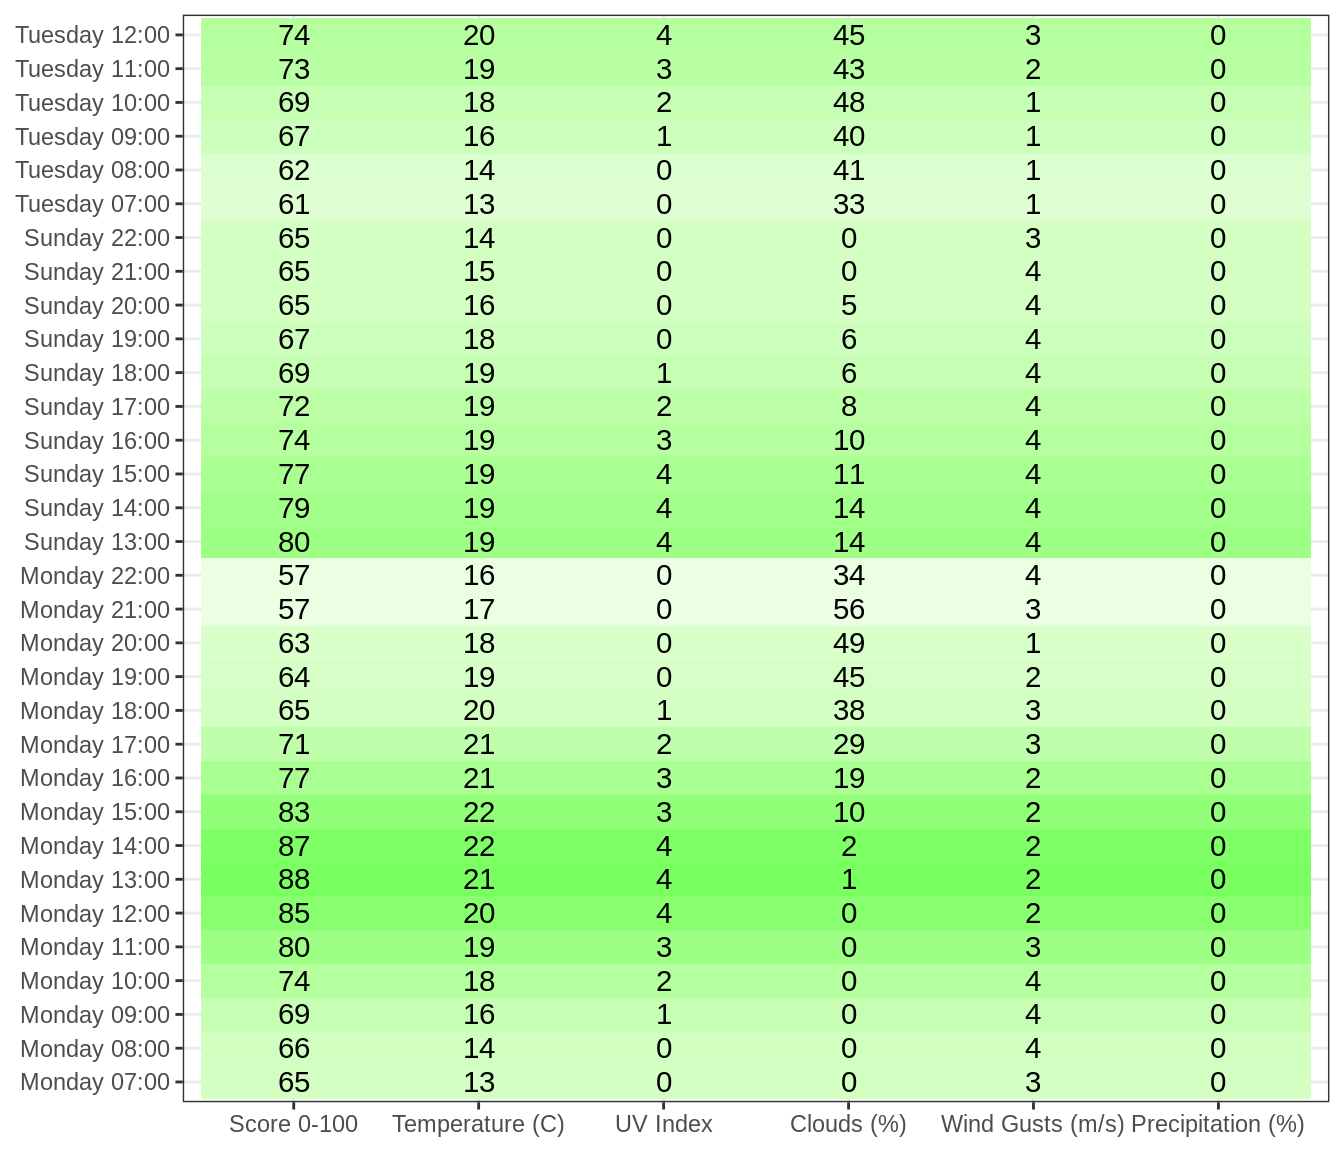 Tuesday 12:00 74 20 4 45 3 0
Tuesday 11:00 73 19 3 43 2 0
Tuesday 10:00 69 18 2 48 1 0
Tuesday 09:00 67 16 1 40 1 0
Tuesday 08:00 62 14 0 41 1 0
Tuesday 07:00 61 13 0 33 1 0
Sunday 22:00 65 14 0 0 3 0
Sunday 21:00 65 15 0 0 4 0
Sunday 20:00 65 16 0 5 4 0
Sunday 19:00 67 18 0 6 4 0
Sunday 18:00 69 19 1 6 4 0
Sunday 17:00 72 19 2 8 4 0
Sunday 16:00 74 19 3 10 4 0
Sunday 15:00 77 19 4 11 4 0
Sunday 14:00 79 19 4 14 4 0
Sunday 13:00 80 19 4 14 4 0
Monday 22:00 57 16 0 34 4 0
Monday 21:00 57 17 0 56 3 0
Monday 20:00 63 18 0 49 1 0
Monday 19:00 64 19 0 45 2 0
Monday 18:00 65 20 1 38 3 0
Monday 17:00 71 21 2 29 3 0
Monday 16:00 77 21 3 19 2 0
Monday 15:00 83 22 3 10 2 0
Monday 14:00 87 22 4 2 2 0
Monday 13:00 88 21 4 1 2 0
Monday 12:00 85 20 4 0 2 0
Monday 11:00 80 19 3 0 3 0
Monday 10:00 74 18 2 0 4 0
Monday 09:00 69 16 1 0 4 0
Monday 08:00 66 14 0 0 4 0
Monday 07:00 65 13 0 0 3 0
Score 0-100 Temperature (C) UV Index Clouds (%) Wind Gusts (m/s) Precipitation (%)